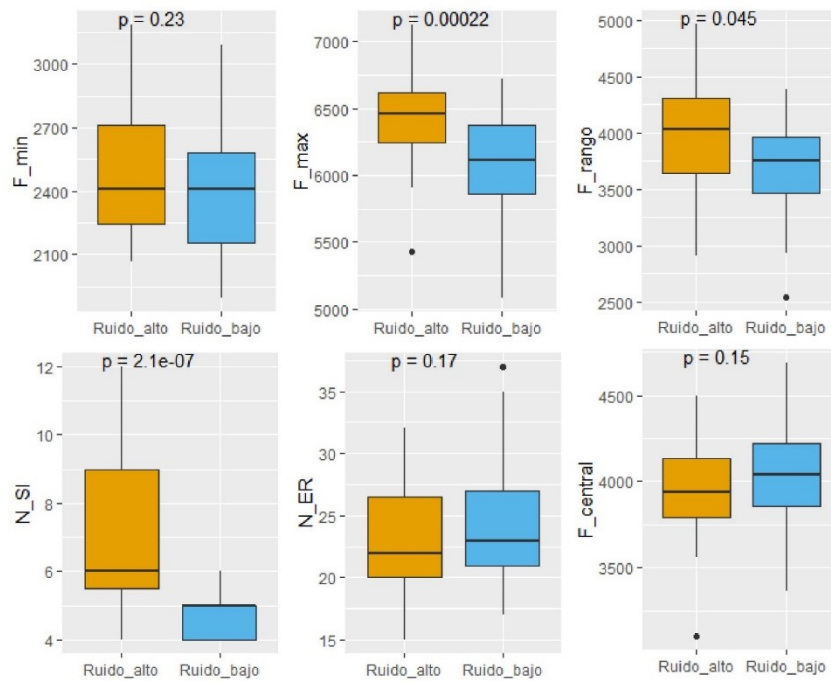 p = 0.23
F_min
3000
2700
2400
2100
Ruido_alto Ruido_bajo
p = 0.00022
F_max
7000
6500
6000
5500
5000
Ruido_alto Ruido_bajo
p = 0.045
F_rango
5000
4500
4000
3500
3000
2500
Ruido_alto Ruido_bajo
p = 2.1e-07
N_SI
12
10
8
6
4
Ruido_alto Ruido_bajo
p = 0.17
N_ER
35
30
25
20
15
Ruido_alto Ruido_bajo
p = 0.15
F_central
4500
4000
3500
Ruido_alto Ruido_bajo